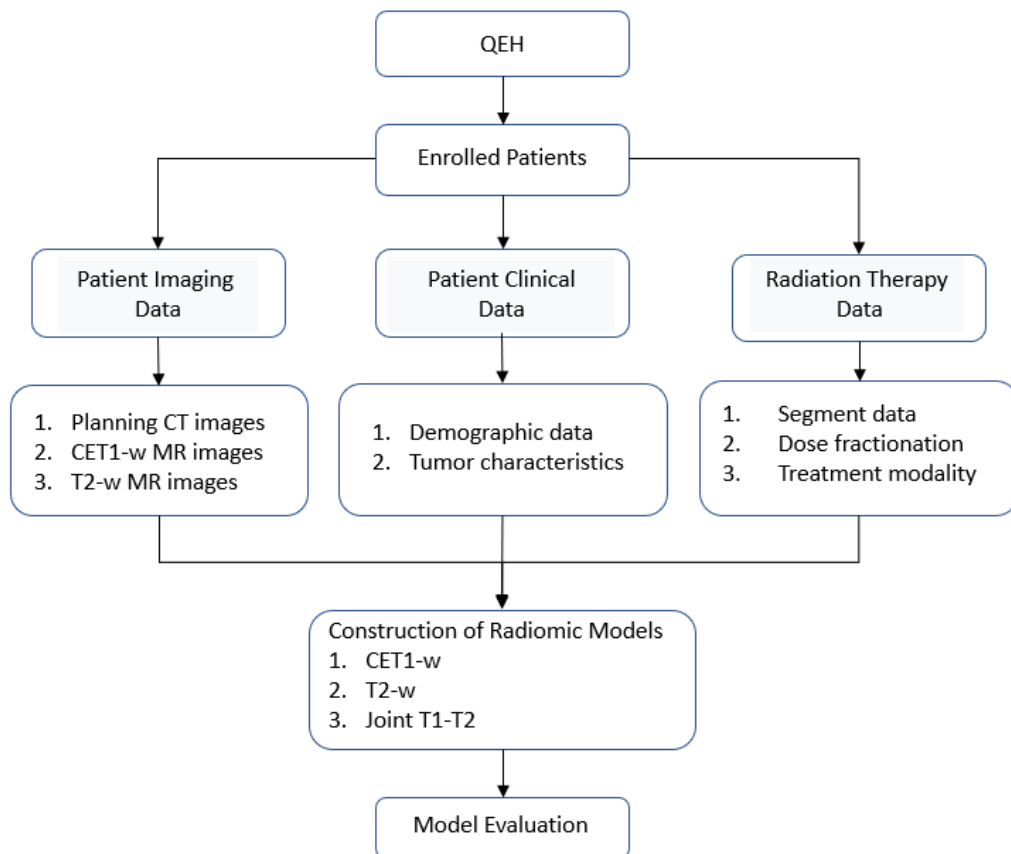 QEH
Enrolled Patients
Patient Imaging
Data
Patient Clinical
Data
Radiation Therapy
Data
1. Planning CT images
2. CET1-w MR images
3. T2-w MR images
1. Demographic data
2. Tumor characteristics
1. Segment data
2. Dose fractionation
3. Treatment modality
Construction of Radiomic Models
1. CET1-w
2. T2-w
3. Joint T1-T2
Model Evaluation